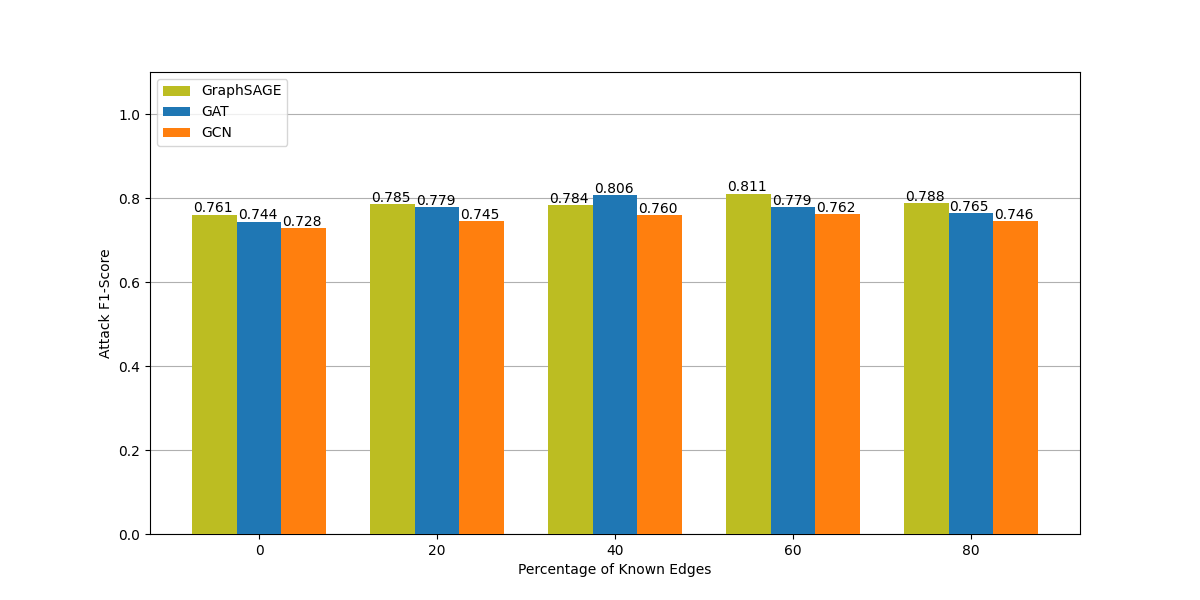 GraphSAGE
GAT
GCN
Attack F1-Score
1.0
0.8
0.6
0.4
0.2
0.0
0.761 0.744 0.728
0.785 0.779 0.745
0.784 0.806 0.760
0.811 0.779 0.762
0.788 0.765 0.746
0 20 40 60 80
Percentage of Known Edges